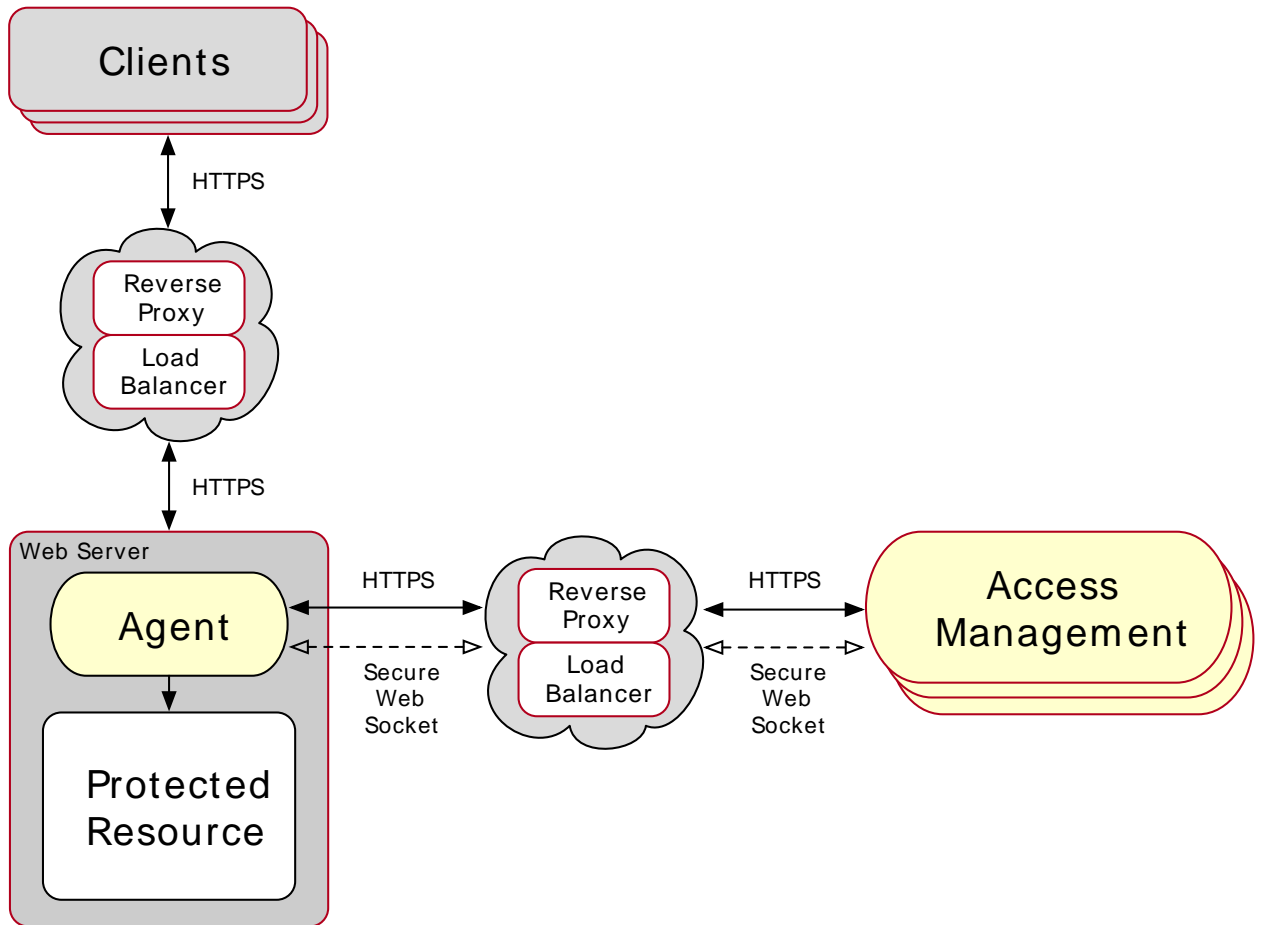 Clients
HTTPS
Reverse
Proxy
Load
Balancer
HTTPS
Web Server
Agent
Protected
Resource
HTTPS
Secure
Web
Socket
Reverse
Proxy
Load
Balancer
HTTPS
Secure
Web
Socket
Access
Management